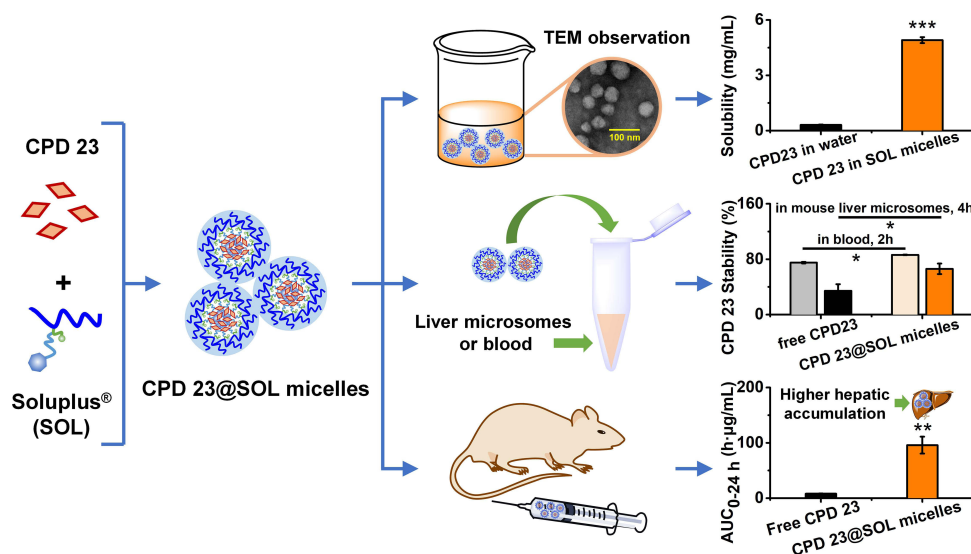 CPD 23
+
Soluplus®
(SOL)
CPD 23@SOL micelles
TEM observation
100 nm
Liver microsomes
or blood
Solubility (mg/mL)
6
3
0
***
CPD23 in water
CPD 23 in SOL micelles
CPD 23 Stability (%)
160
80
0
in mouse liver microsomes, 4h
*
in blood, 2h
*
free CPD23
CPD 23@SOL micelles
AUC0-24 h (h·µg/mL)
200
100
0
Higher hepatic
accumulation
**
Free CPD 23
CPD 23@SOL micelles